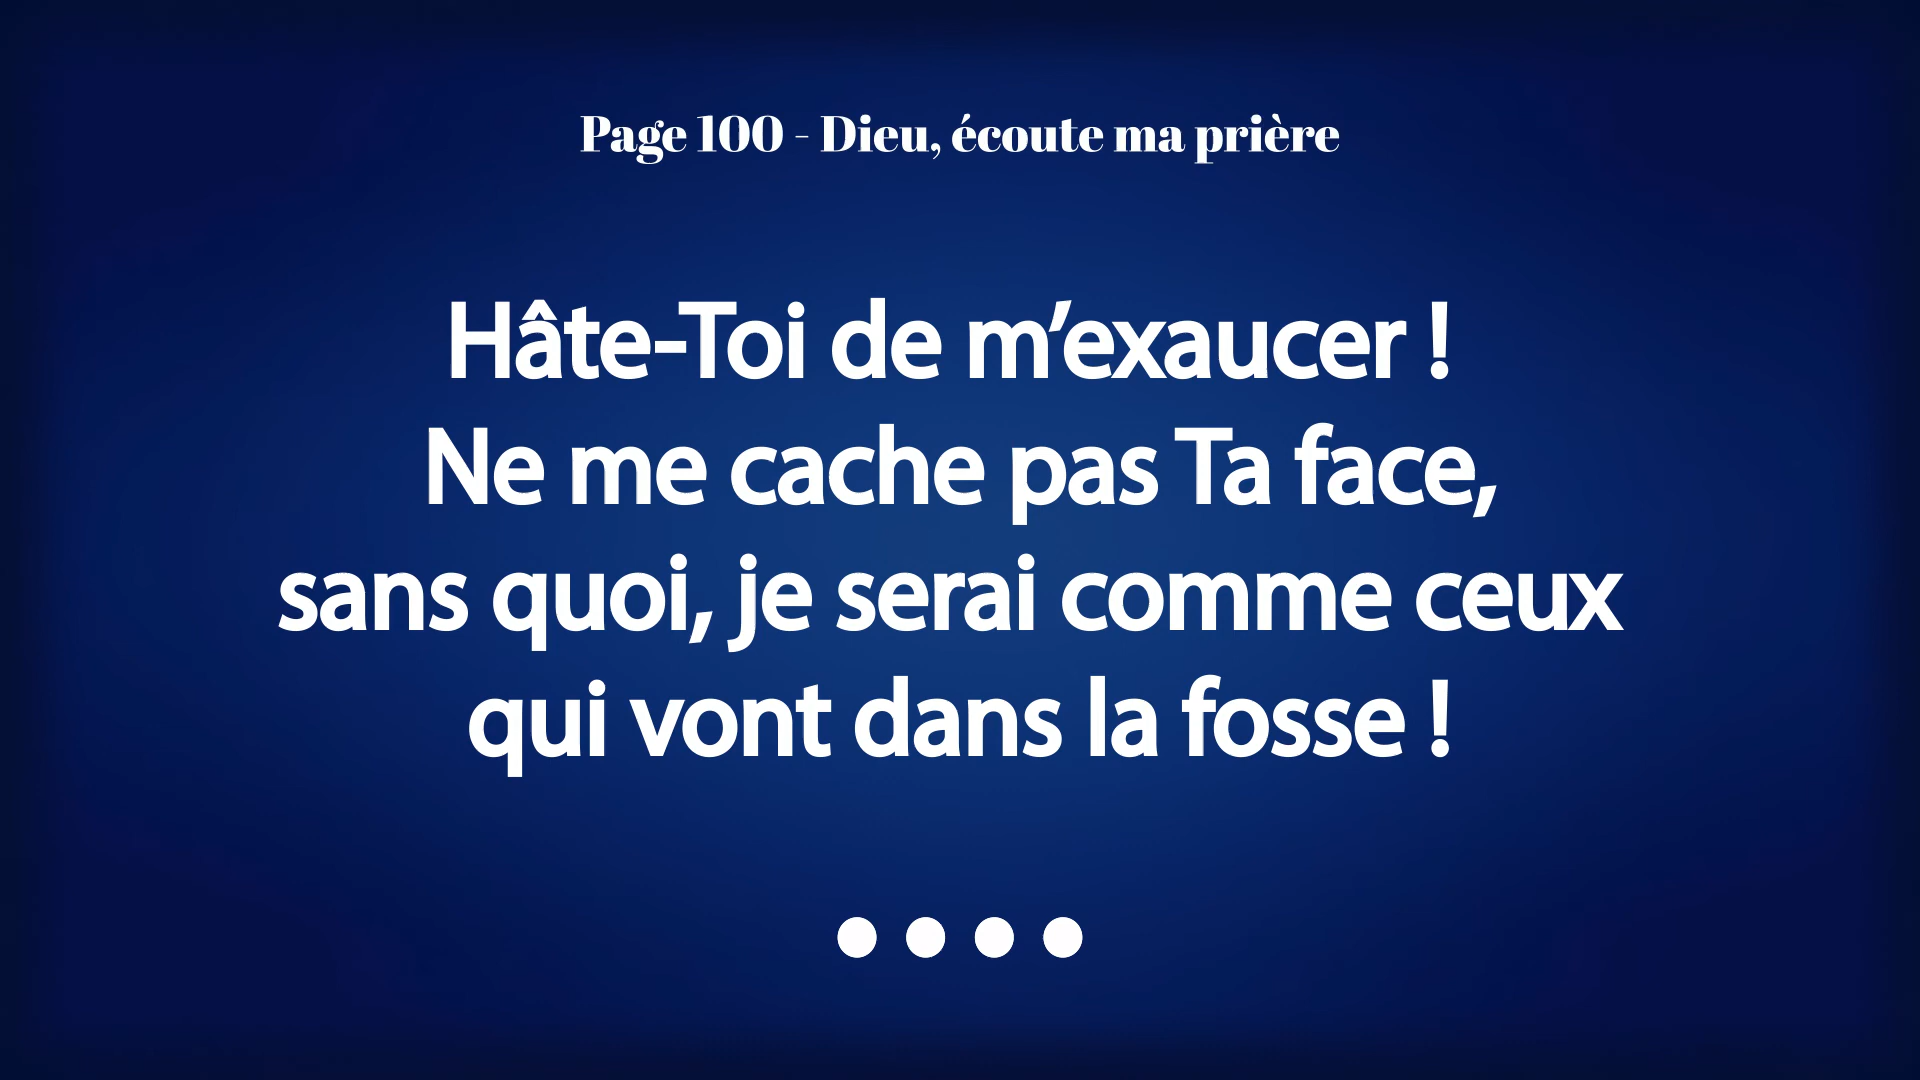 Page 100 - Dieu, écoute ma prière
Hâte-Toi de m’exaucer !
Ne me cache pas Ta face,
sans quoi, je serai comme ceux
qui vont dans la fosse !